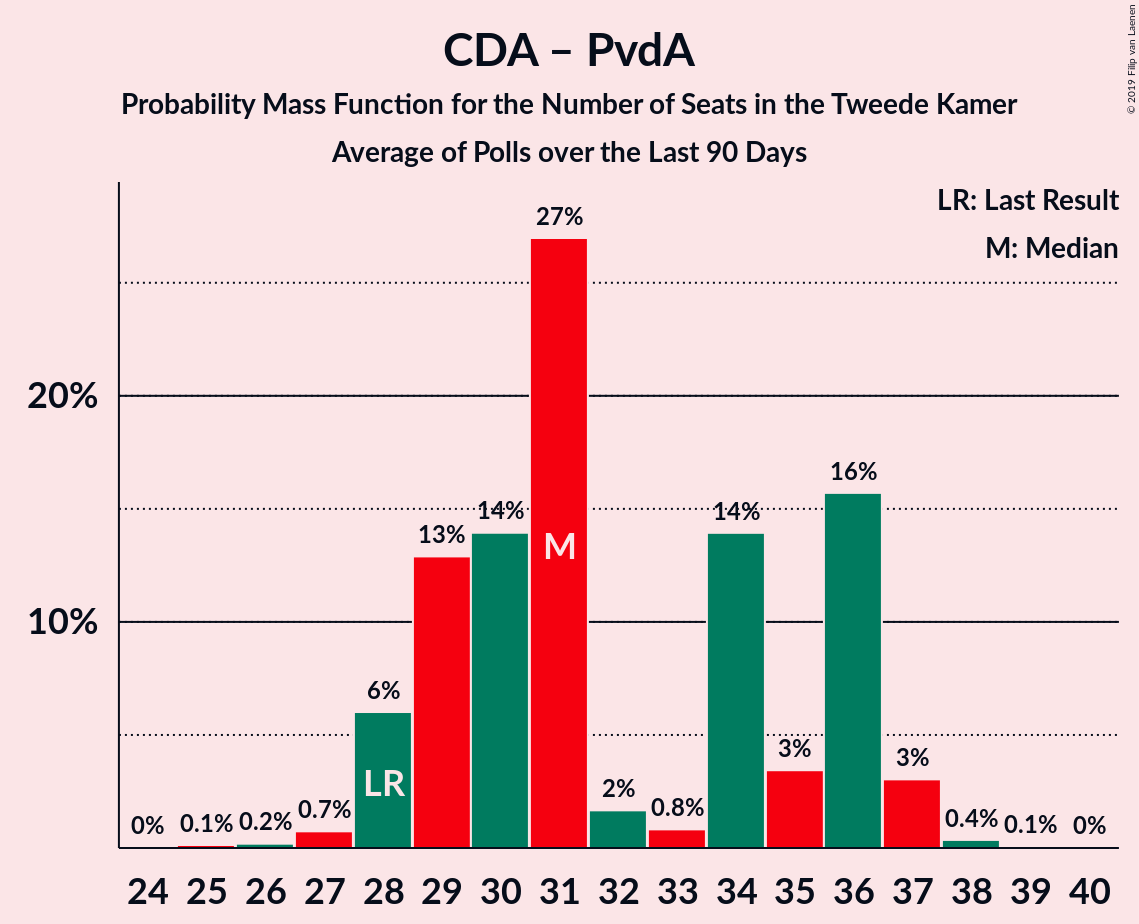 CDA – PvdA
Probability Mass Function for the Number of Seats in the Tweede Kamer
Average of Polls over the Last 90 Days
© 2019 Filip van Laenen
LR: Last Result
M: Median
27%
20%
16%
14%
14%
13%
M
10%
6%
LR
3%
3%
2%
0%
0.1%
0.2%
0.7%
0.8%
0.4%
0.1%
0%
24 25 26 27 28 29 30 31 32 33 34 35 36 37 38 39 40